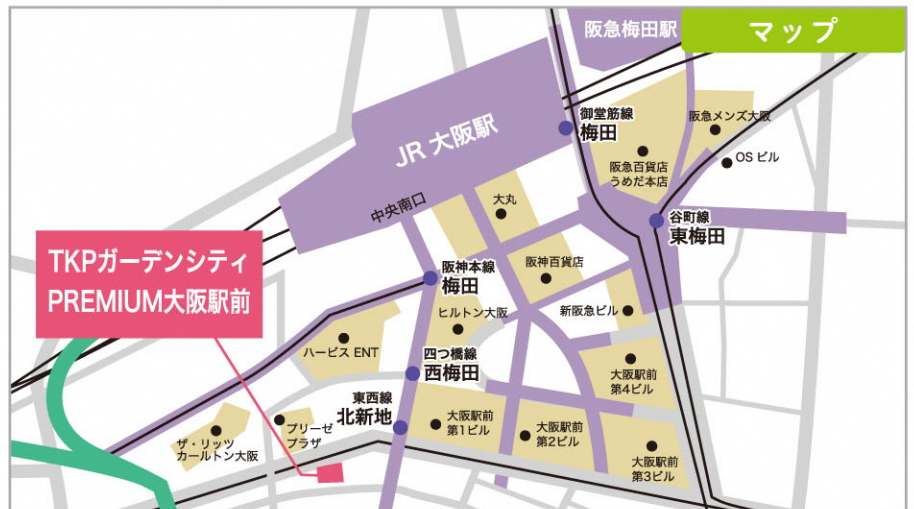 阪急梅田駅
マップ
JR 大阪駅
御堂筋線
梅田
阪急メンズ大阪
阪急百貨店
うめだ本店
OS ビル
中央南口
大丸
谷町線
東梅田
TKPガーデンシティ
PREMIUM大阪駅前
阪神本線
梅田
阪神百貨店
ヒルトン大阪
新阪急ビル
ハービス ENT
四つ橋線
西梅田
大阪駅前
第4ビル
東西線
北新地
ザ・リッツ
カールトン大阪
ブリーゼ
プラザ
大阪駅前
第1ビル
大阪駅前
第2ビル
大阪駅前
第3ビル